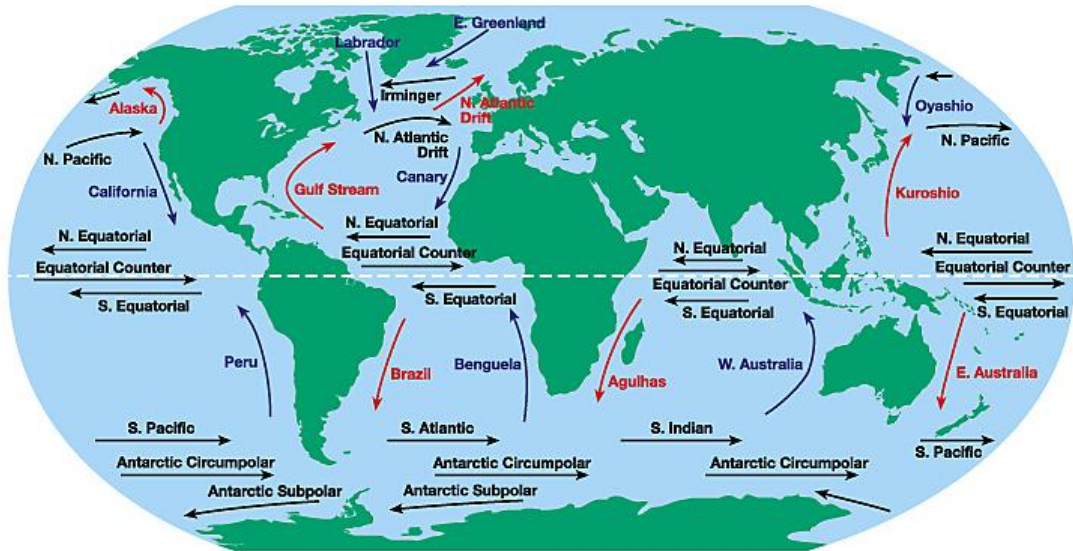 E. Greenland
Labrador
Irminger
Alaska
N. Atlantic
Drift
Oyashio
N. Pacific
N. Atlantic
Drift
N. Pacific
California
Gulf Stream
Canary
Kuroshio
N. Equatorial
N. Equatorial
N. Equatorial
N. Equatorial
Equatorial Counter
Equatorial Counter
Equatorial Counter
Equatorial Counter
S. Equatorial
S. Equatorial
S. Equatorial
S. Equatorial
Peru
Brazil
Benguela
Agulhas
W. Australia
E. Australia
S. Pacific
S. Atlantic
S. Indian
S. Pacific
Antarctic Circumpolar
Antarctic Circumpolar
Antarctic Circumpolar
Antarctic Subpolar
Antarctic Subpolar